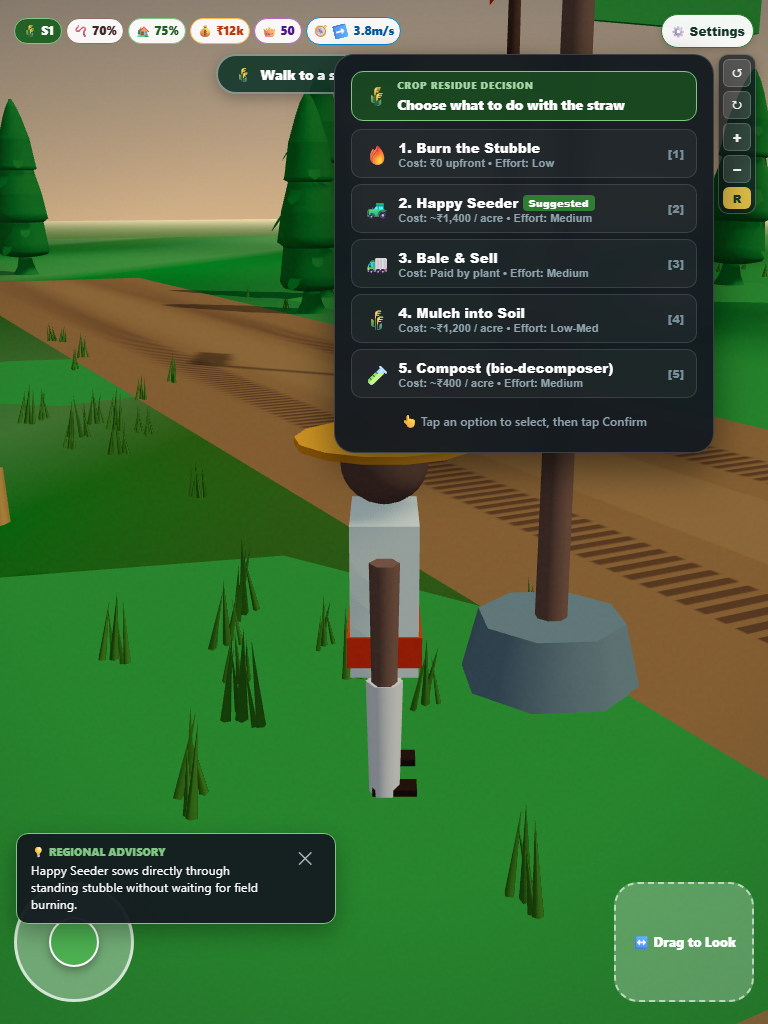 S1 70% 75% ₹12k 50 3.8m/s Settings
Walk to a
CROP RESIDUE DECISION
Choose what to do with the straw
1. Burn the Stubble
Cost: ₹0 upfront • Effort: Low
[1]
2. Happy Seeder Suggested
Cost: ~₹1,400 / acre • Effort: Medium
[2]
3. Bale & Sell
Cost: Paid by plant • Effort: Medium
[3]
4. Mulch into Soil
Cost: ~₹1,200 / acre • Effort: Low-Med
[4]
5. Compost (bio-decomposer)
Cost: ~₹400 / acre • Effort: Medium
[5]
Tap an option to select, then tap Confirm
↺
↻
+
−
R
REGIONAL ADVISORY
Happy Seeder sows directly through
standing stubble without waiting for field
burning.
Drag to Look